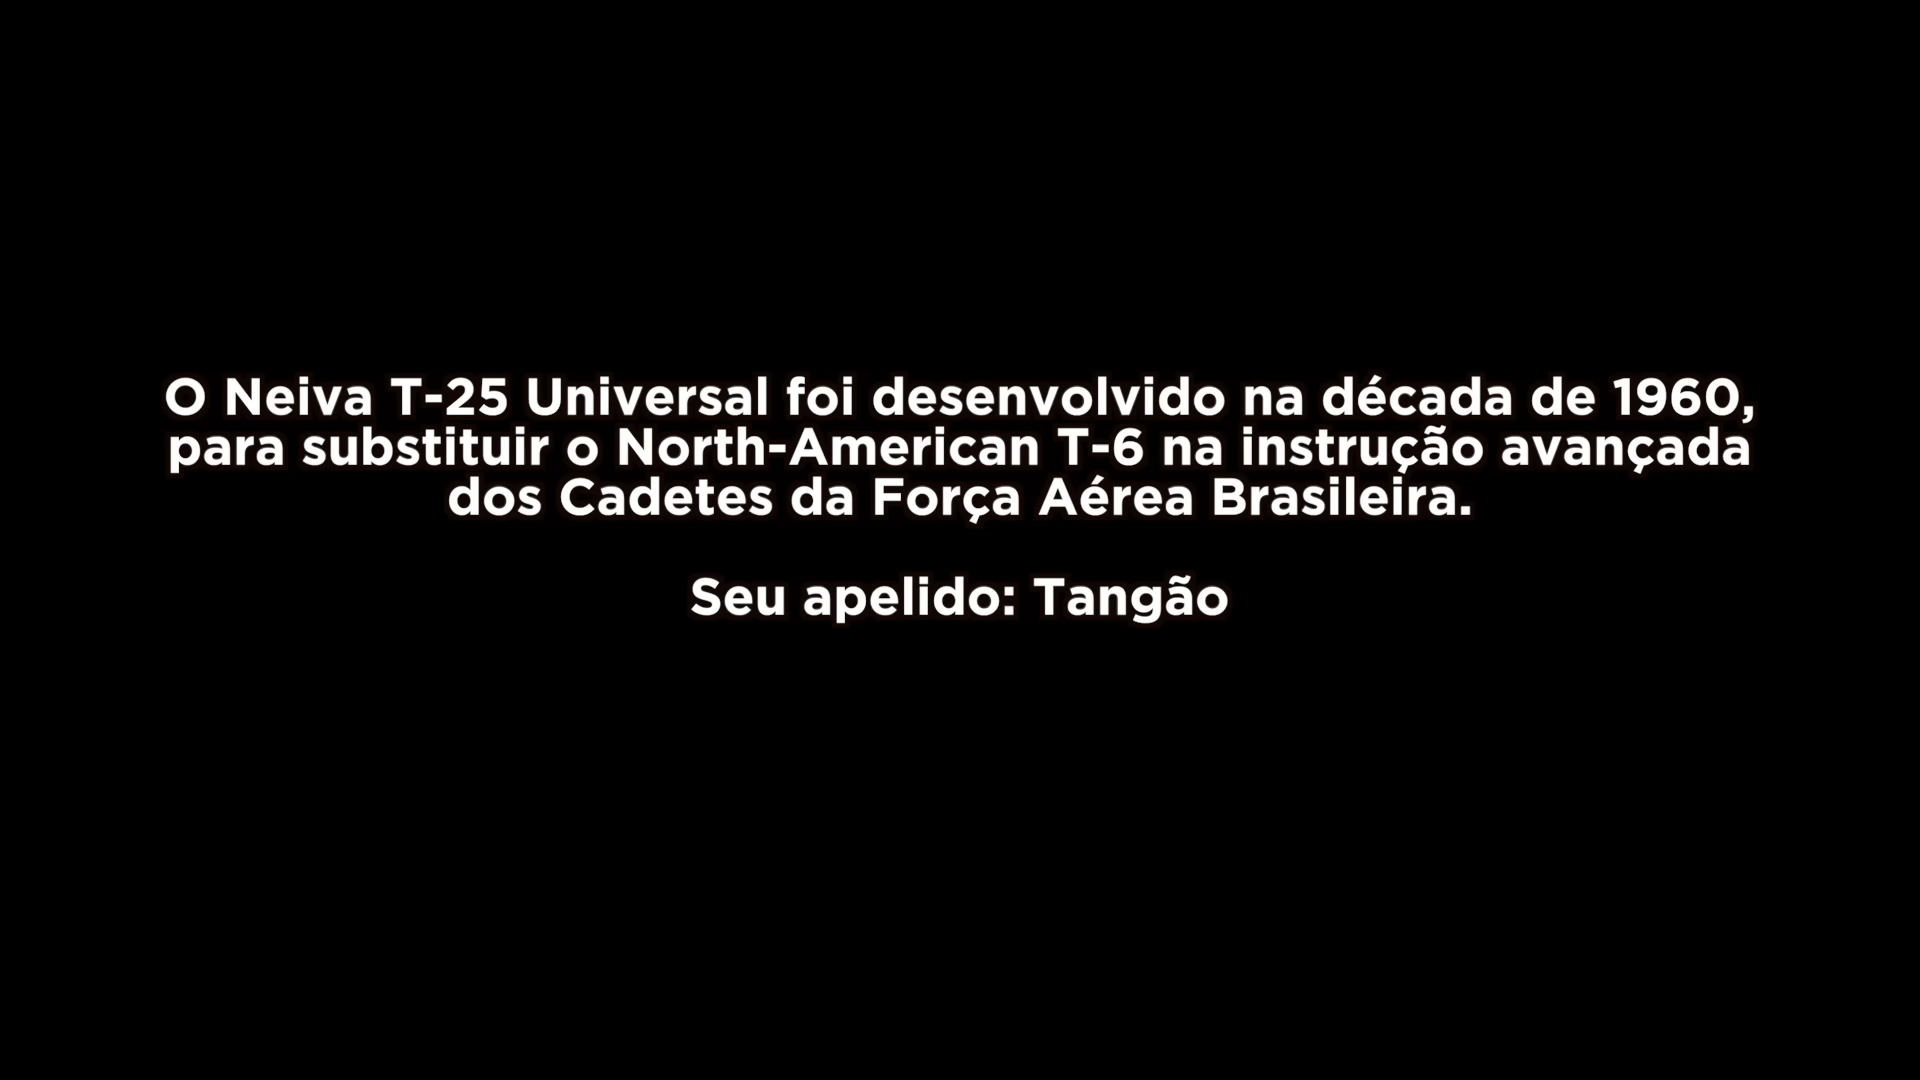 O Neiva T-25 Universal foi desenvolvido na década de 1960,
para substituir o North-American T-6 na instrução avançada
dos Cadetes da Força Aérea Brasileira.
Seu apelido: Tangão